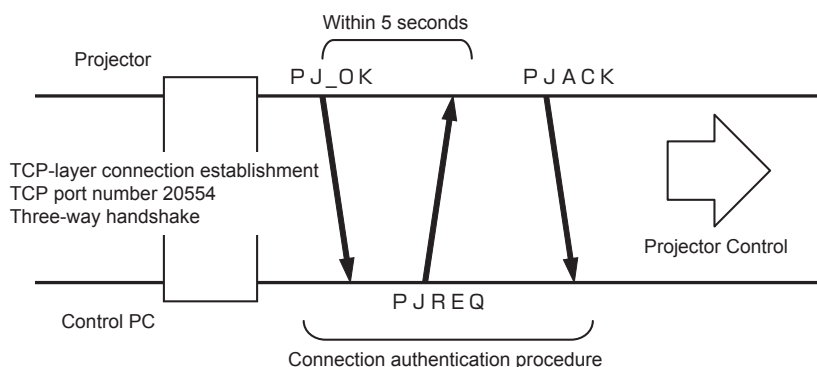 Within 5 seconds
Projector
PJ_OK
PJACK
TCP-layer connection establishment
TCP port number 20554
Three-way handshake
Projector Control
PJREQ
Control PC
Connection authentication procedure